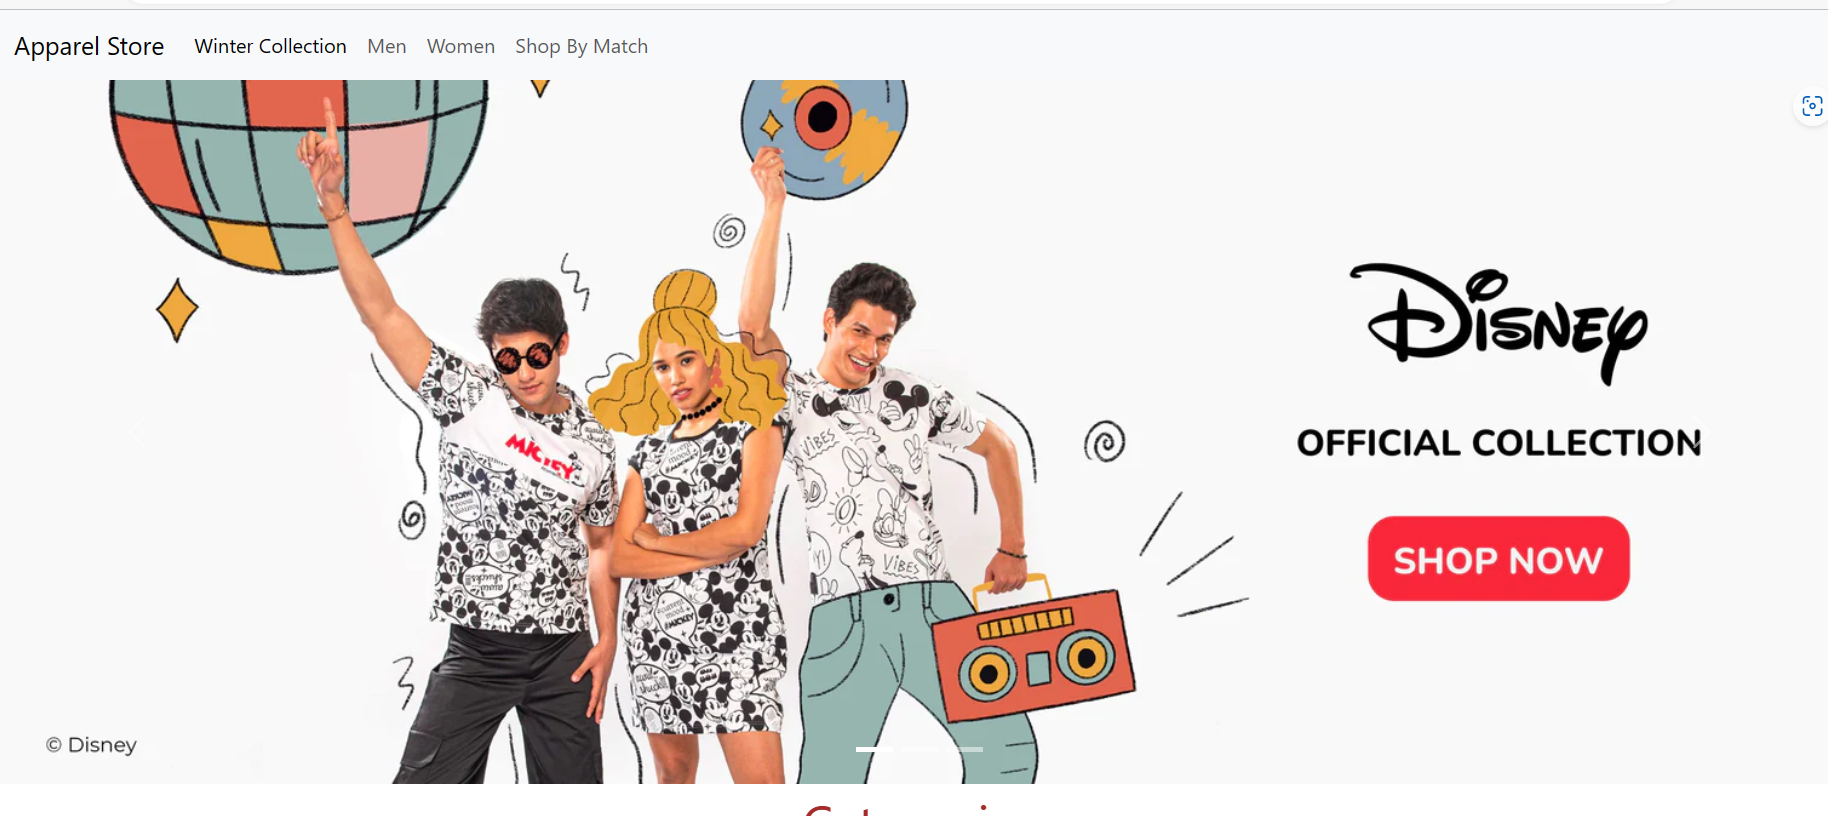 Apparel Store Winter Collection Men Women Shop By Match
DISNEY
OFFICIAL COLLECTION
SHOP NOW
MICKEY
VIBES
VIBES
© Disney